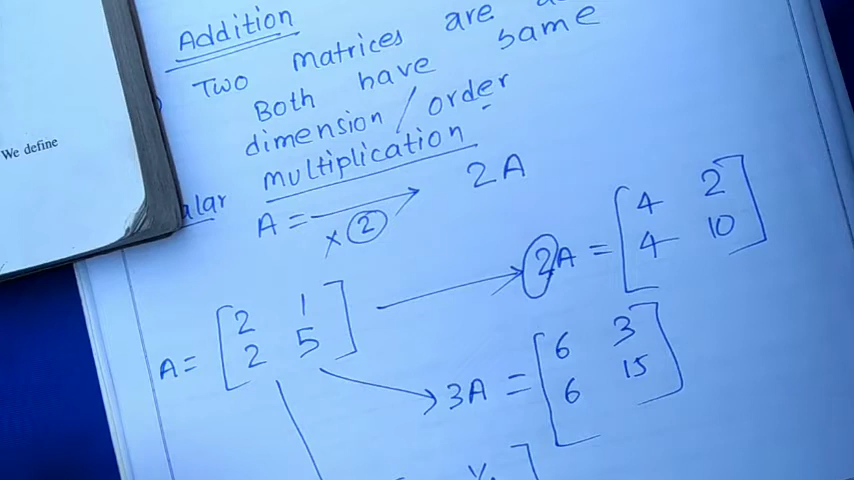 We define
Addition
Two matrices are
Both have same
dimension / order
alar multiplication
A = ×2 2A
A = [2 1
2 5]
2A = [4 2
4 10]
3A = [6 3
6 15]